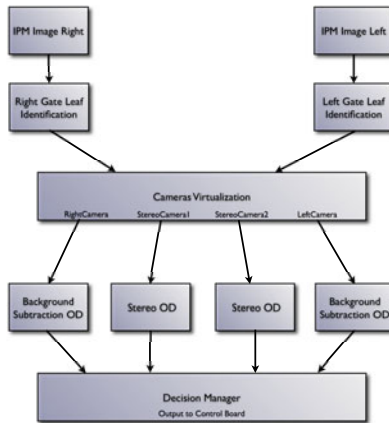 IPM Image Right
IPM Image Left
Right Gate Leaf
Identification
Left Gate Leaf
Identification
Cameras Virtualization
RightCamera
StereoCamera1
StereoCamera2
LeftCamera
Background
Subtraction OD
Stereo OD
Stereo OD
Background
Subtraction OD
Decision Manager
Output to Control Board